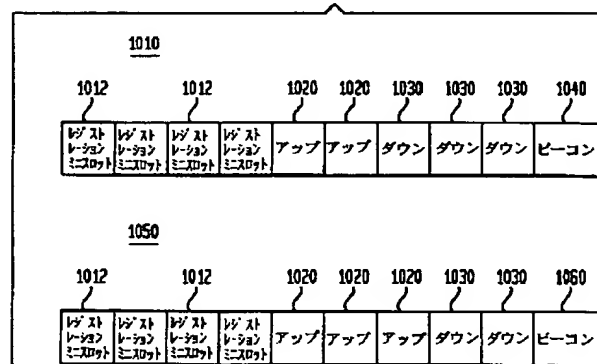 1010
1012 1012 1020 1020 1030 1030 1030 1040
レジスト レジスト レジスト レジスト
レーション レーション レーション レーション アップ アップ ダウン ダウン ダウン ビーコン
ミニスロット ミニスロット ミニスロット ミニスロット
1050
1012 1012 1020 1020 1020 1030 1030 1060
レジスト レジスト レジスト レジスト
レーション レーション レーション レーション アップ アップ アップ ダウン ダウン ビーコン
ミニスロット ミニスロット ミニスロット ミニスロット